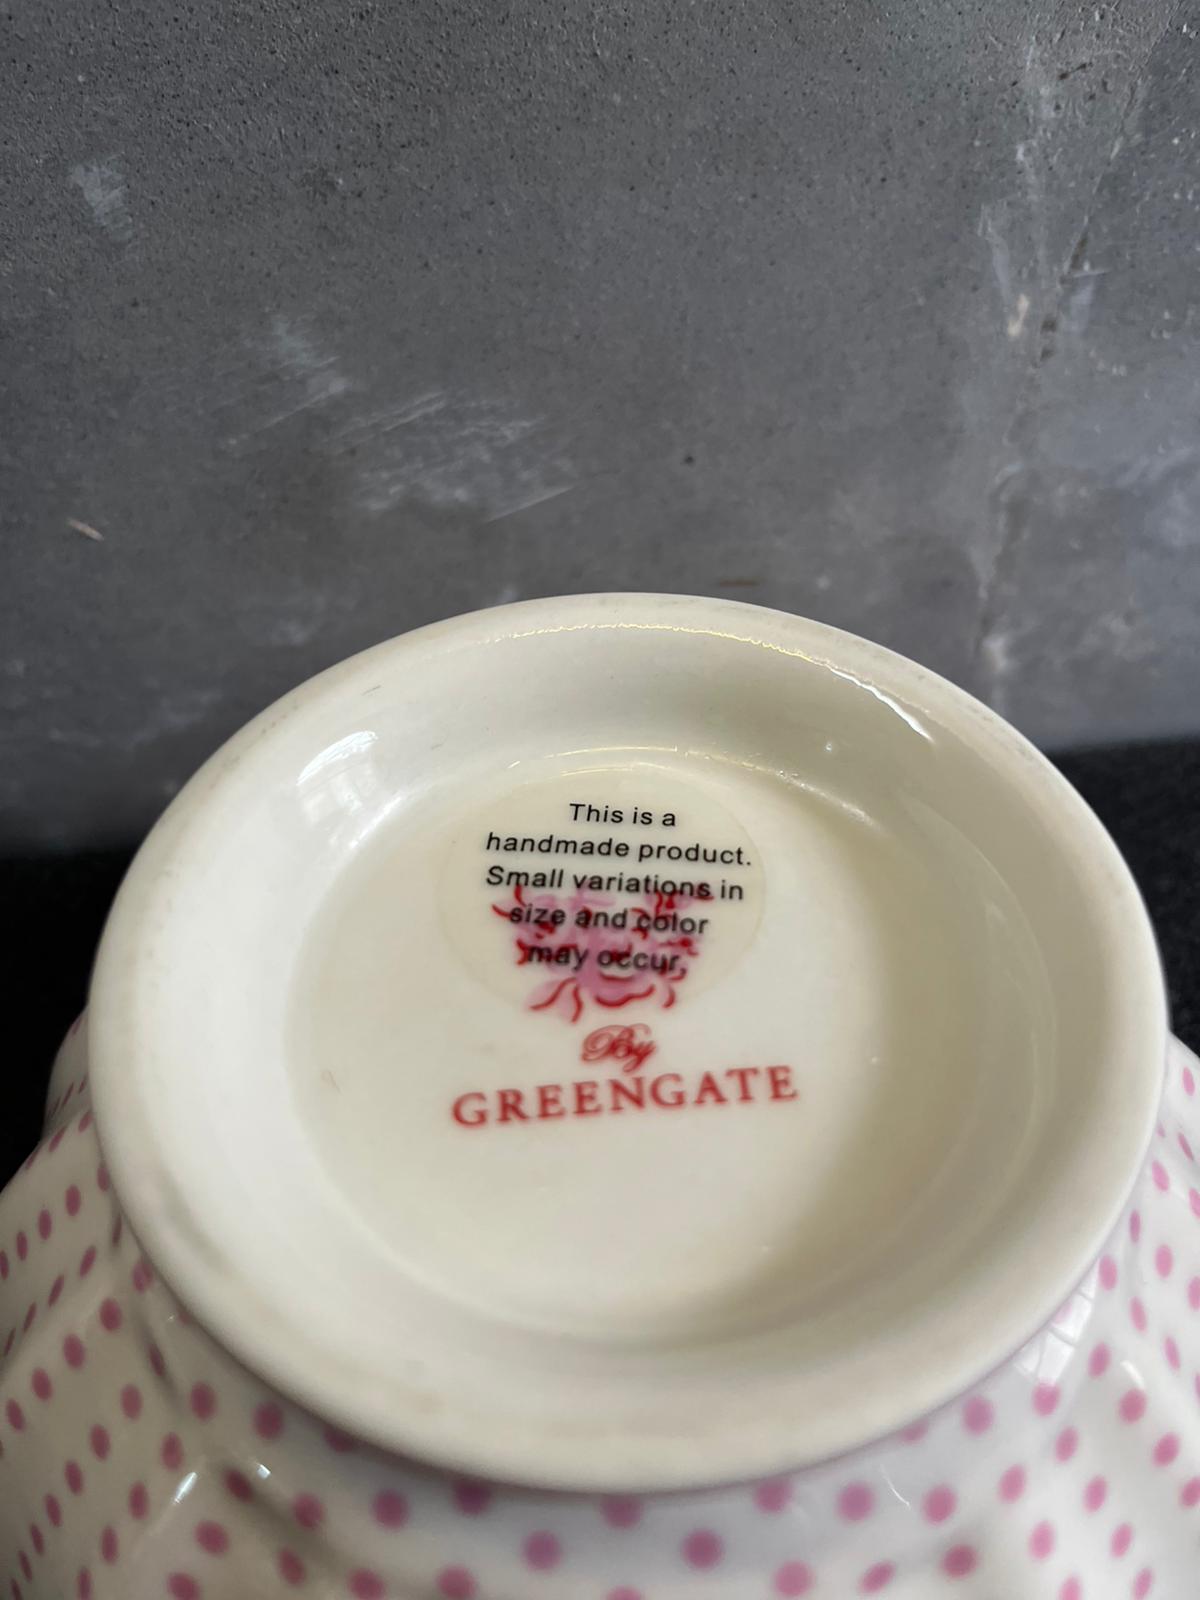 This is a
handmade product.
Small variations in
size and color
may occur.
By
GREENGATE